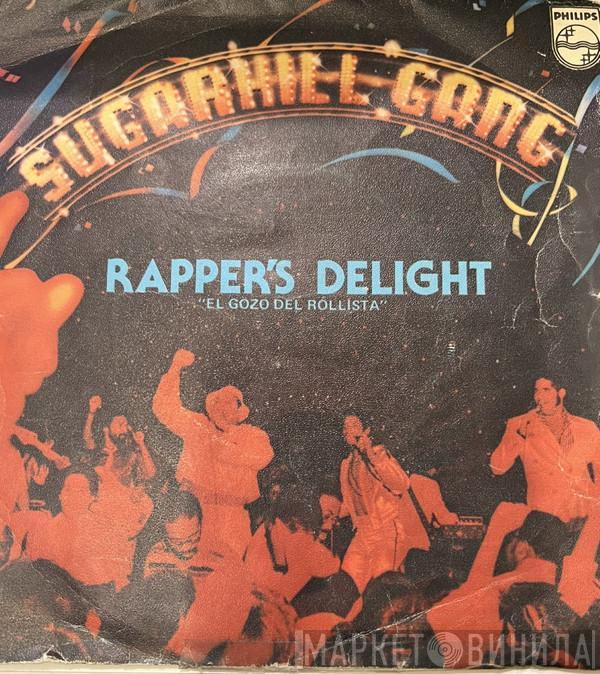 PHILIPS
SUGARHILL GANG
RAPPER'S DELIGHT
"EL GOZO DEL ROLLISTA"
МАРКЕТ ВИНИЛА